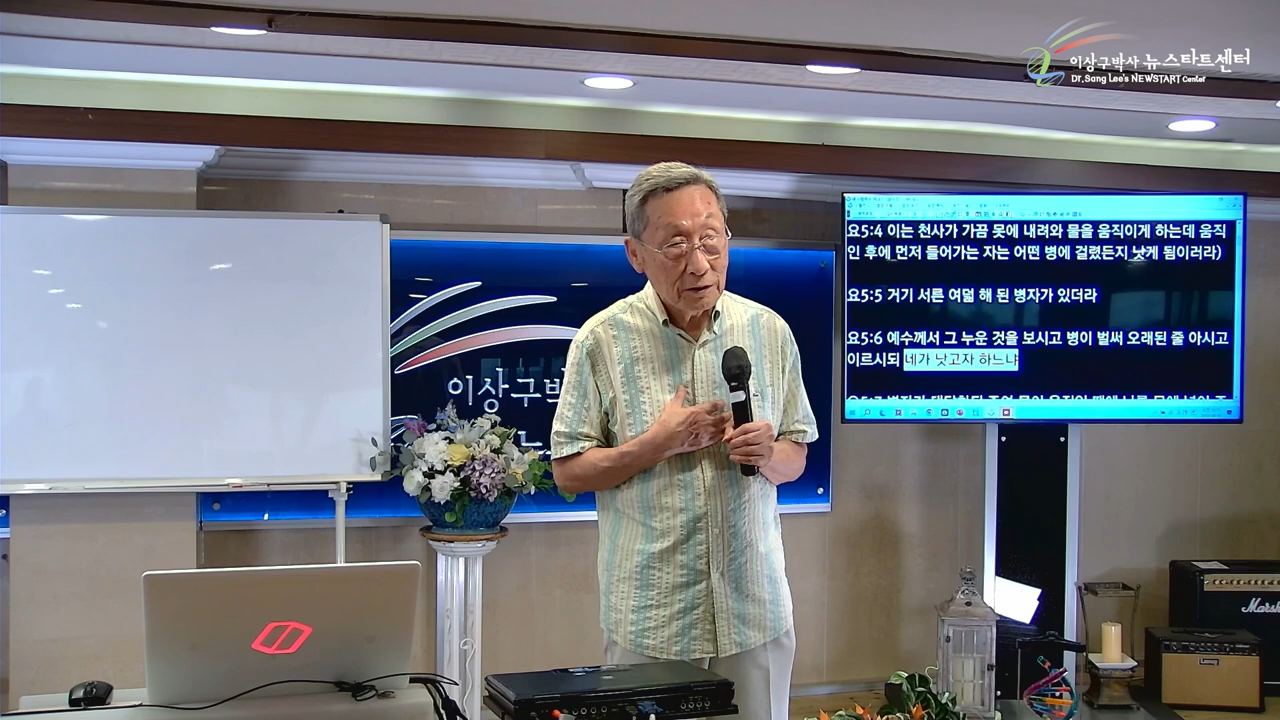 이상구박사 뉴스타트센터
Dr. Sang Lee's NEWSTART Center
요5:4 이는 천사가 가끔 못에 내려와 물을 움직이게 하는데 움직
인 후에 먼저 들어가는 자는 어떤 병에 걸렸든지 낫게 됨이러라)
요5:5 거기 서른 여덟 해 된 병자가 있더라
요5:6 예수께서 그 누운 것을 보시고 병이 벌써 오래된 줄 아시고
이르시되 네가 낫고자 하느냐
이상구박
Marsh
Laney